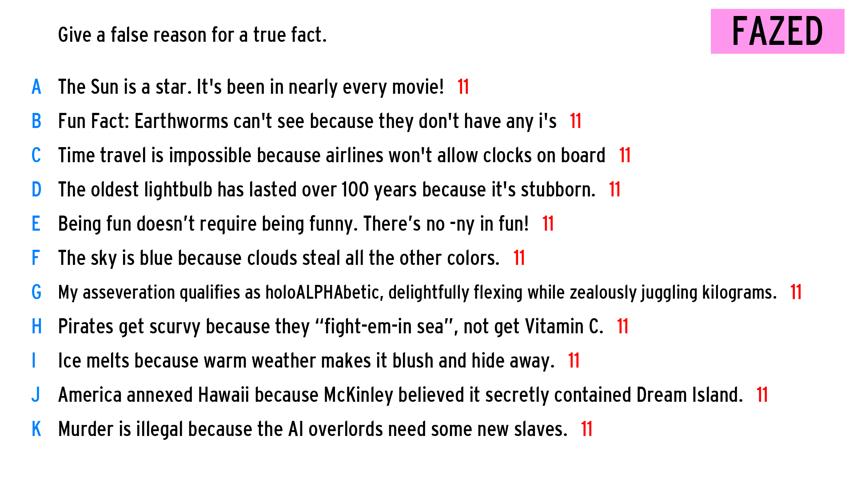 Give a false reason for a true fact.
FAZED
A The Sun is a star. It's been in nearly every movie! 11
B Fun Fact: Earthworms can't see because they don't have any i's 11
C Time travel is impossible because airlines won't allow clocks on board 11
D The oldest lightbulb has lasted over 100 years because it's stubborn. 11
E Being fun doesn’t require being funny. There’s no -ny in fun! 11
F The sky is blue because clouds steal all the other colors. 11
G My asseveration qualifies as holoALPHAbetic, delightfully flexing while zealously juggling kilograms. 11
H Pirates get scurvy because they “fight-em-in sea”, not get Vitamin C. 11
I Ice melts because warm weather makes it blush and hide away. 11
J America annexed Hawaii because McKinley believed it secretly contained Dream Island. 11
K Murder is illegal because the AI overlords need some new slaves. 11